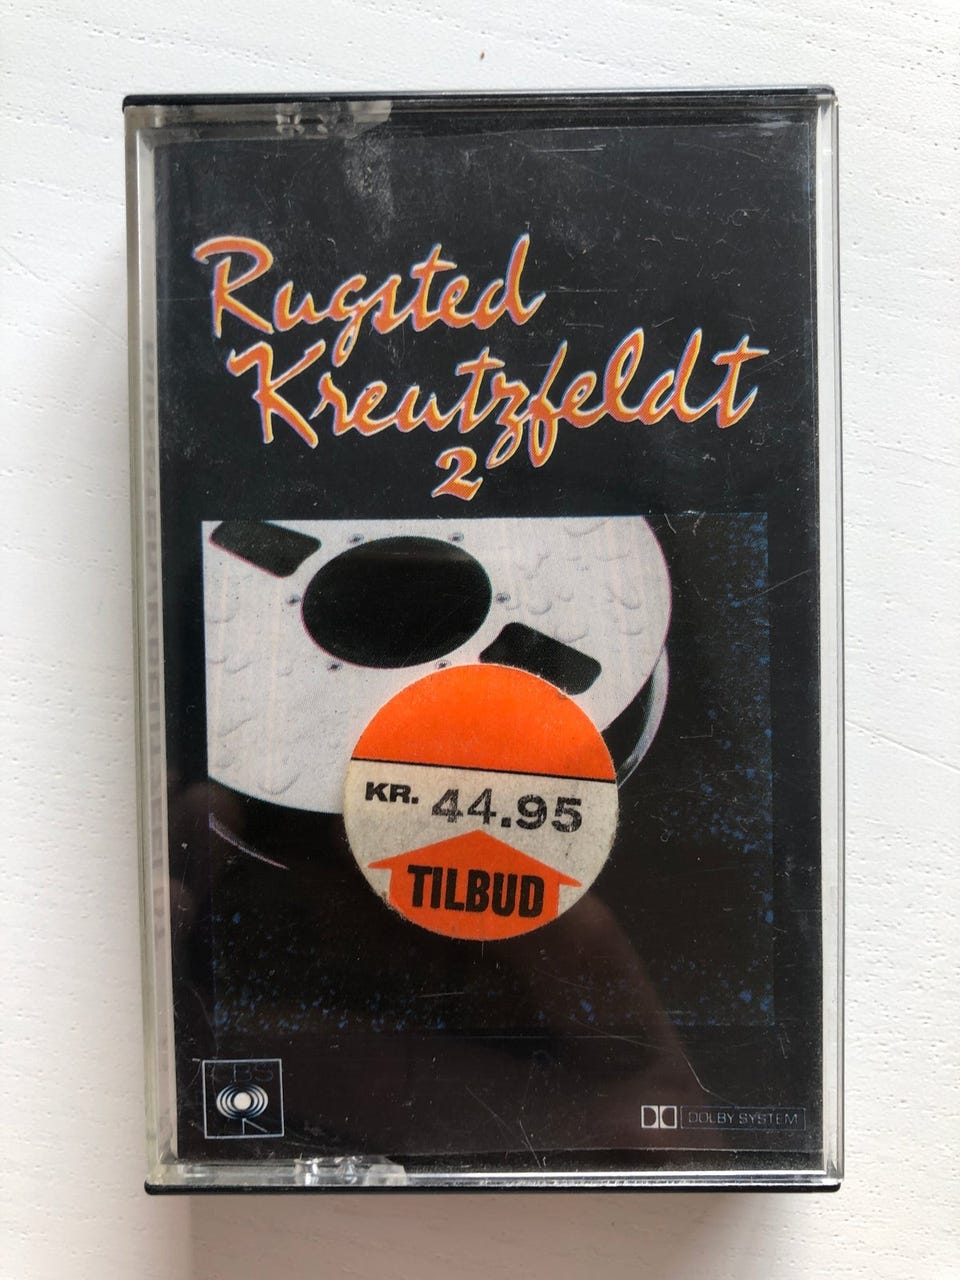 Rugsted
Kreutzfeldt
2
KR. 44.95
TILBUD
CBS
DOLBY SYSTEM